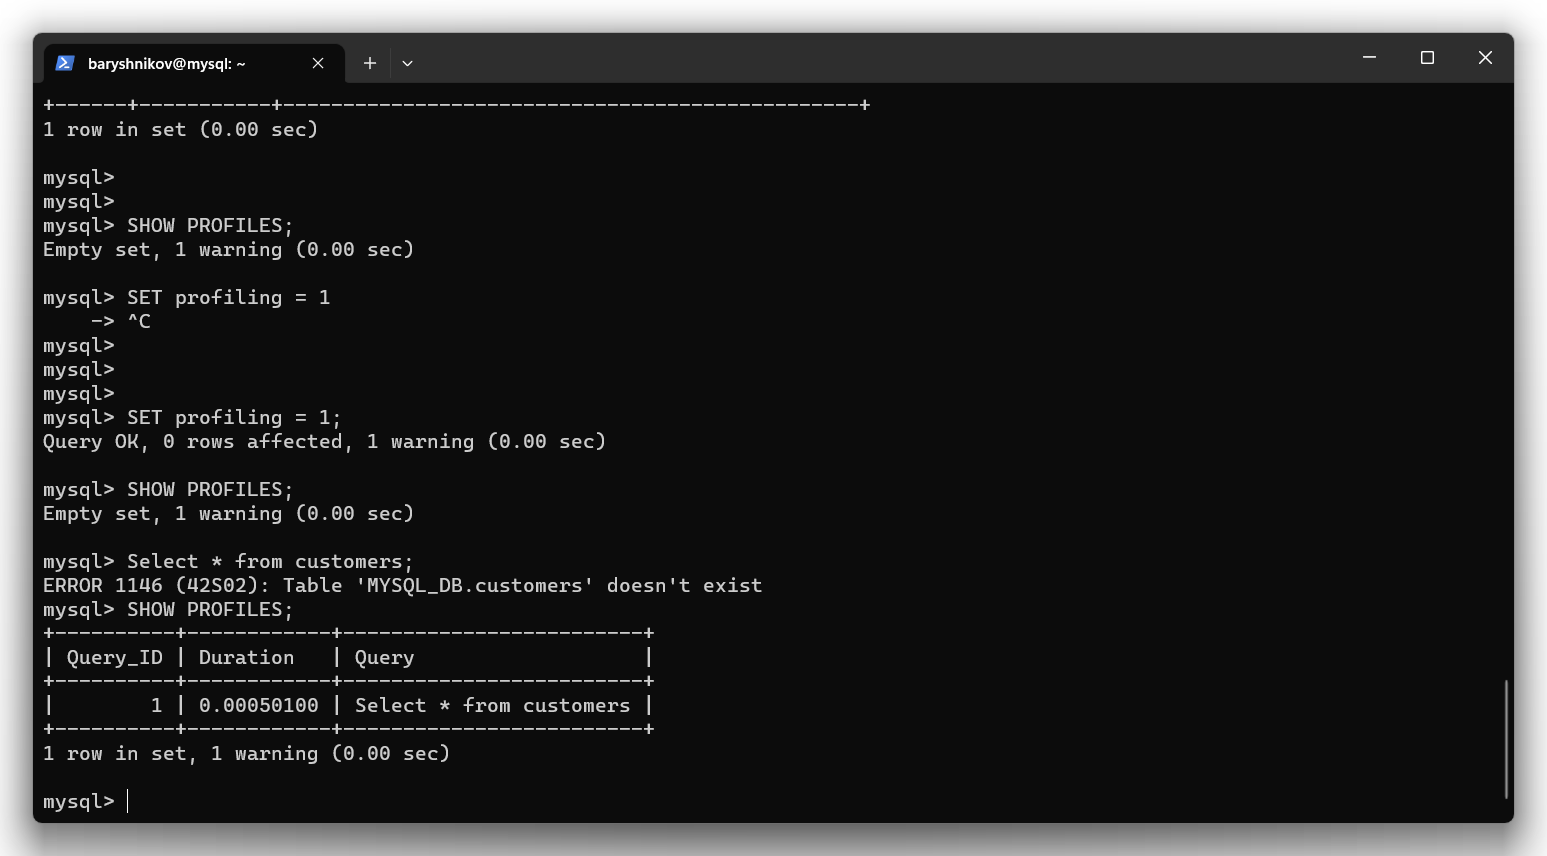 baryshnikov@mysql: ~
+------+-----------+------------------------------------------------+
1 row in set (0.00 sec)
mysql>
mysql>
mysql> SHOW PROFILES;
Empty set, 1 warning (0.00 sec)
mysql> SET profiling = 1
    -> ^C
mysql>
mysql>
mysql>
mysql> SET profiling = 1;
Query OK, 0 rows affected, 1 warning (0.00 sec)
mysql> SHOW PROFILES;
Empty set, 1 warning (0.00 sec)
mysql> Select * from customers;
ERROR 1146 (42S02): Table 'MYSQL_DB.customers' doesn't exist
mysql> SHOW PROFILES;
+----------+------------+-------------------------+
| Query_ID | Duration   | Query                   |
+----------+------------+-------------------------+
|        1 | 0.00050100 | Select * from customers |
+----------+------------+-------------------------+
1 row in set, 1 warning (0.00 sec)
mysql>